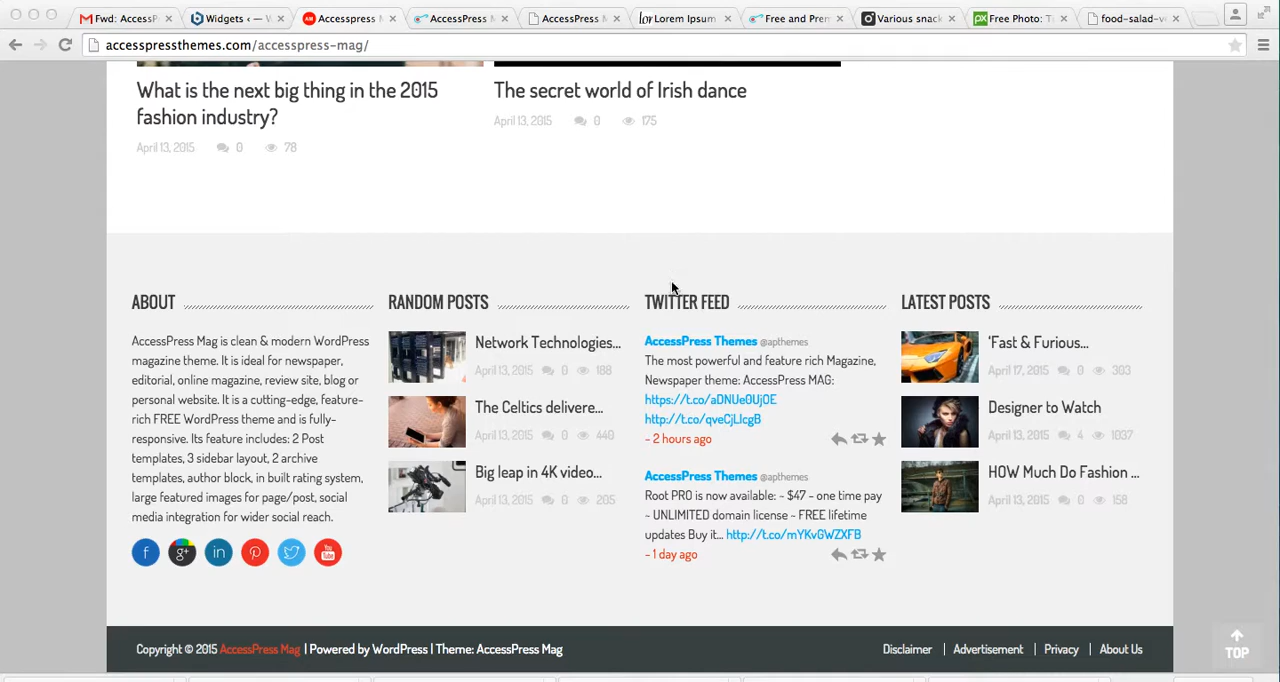 Fwd: AccessP
Widgets ‹ — W
Accesspress M
AccessPress M
AccessPress M
Lorem Ipsum
Free and Prem
Various snack
Free Photo: T
food-salad-v
accesspressthemes.com/accesspress-mag/
What is the next big thing in the 2015
fashion industry?
April 13, 2015 0 78
The secret world of Irish dance
April 13, 2015 0 175
ABOUT
AccessPress Mag is clean & modern WordPress
magazine theme. It is ideal for newspaper,
editorial, online magazine, review site, blog or
personal website. It is a cutting-edge, feature-
rich FREE WordPress theme and is fully-
responsive. Its feature includes: 2 Post
templates, 3 sidebar layout, 2 archive
templates, author block, in built rating system,
large featured images for page/post, social
media integration for wider social reach.
f g+ in
You Tube
RANDOM POSTS
Network Technologies...
April 13, 2015 0 188
The Celtics delivere...
April 13, 2015 0 440
Big leap in 4K video...
April 13, 2015 0 205
TWITTER FEED
AccessPress Themes @apthemes
The most powerful and feature rich Magazine,
Newspaper theme: AccessPress MAG:
https://t.co/aDNUe0UjOE
http://t.co/qveCjLIcgB
- 2 hours ago
AccessPress Themes @apthemes
Root PRO is now available: ~ $47 - one time pay
~ UNLIMITED domain license ~ FREE lifetime
updates Buy it... http://t.co/mYKvGWZXFB
- 1 day ago
LATEST POSTS
'Fast & Furious...
April 17, 2015 0 303
Designer to Watch
April 13, 2015 4 1037
HOW Much Do Fashion ...
April 13, 2015 0 158
Copyright © 2015 AccessPress Mag | Powered by WordPress | Theme: AccessPress Mag
Disclaimer | Advertisement | Privacy | About Us
TOP